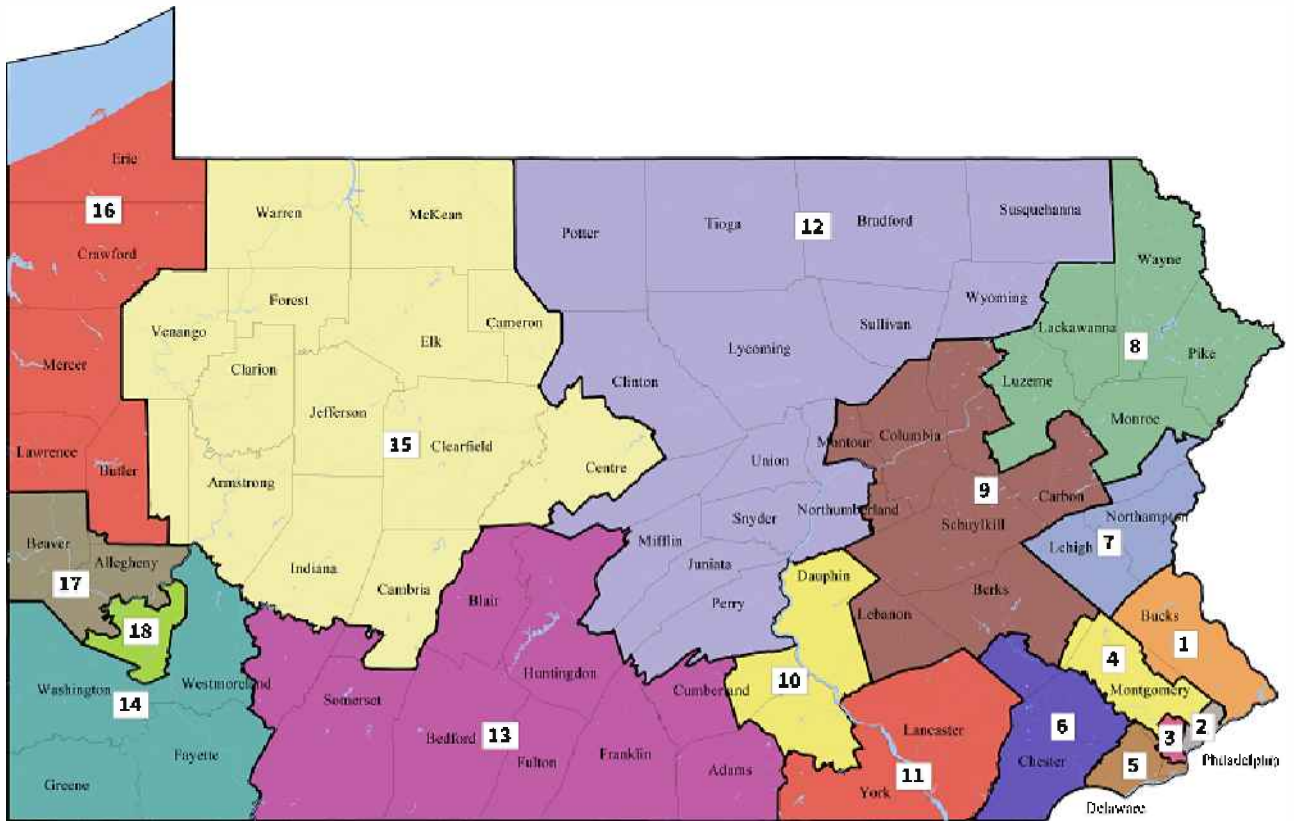 Erie
16
Warren
McKean
Susquehanna
Potter
Tioga
12
Bradford
Crawford
Wayne
Forest
Wyoming
Venango
Cameron
Sullivan
Lackawanna
Elk
Lycoming
8
Pike
Mercer
Clarion
Clinton
Luzerne
Jefferson
Monroe
Montour
Columbia
15
Clearfield
Lawrence
Butler
Centre
Union
Armstrong
9
Carbon
Snyder
Northumberland
Northampton
Schuylkill
Beaver
Mifflin
Lehigh
7
Allegheny
Juniata
Indiana
Dauphin
17
Cambria
Berks
Blair
Perry
Lebanon
Bucks
18
1
4
Huntingdon
Washington
Westmoreland
Cumberland
10
Montgomery
Somerset
14
6
2
Lancaster
Bedford
13
3
Fayette
Franklin
Fulton
Chester
5
Philadelphia
Adams
11
Greene
York
Delaware